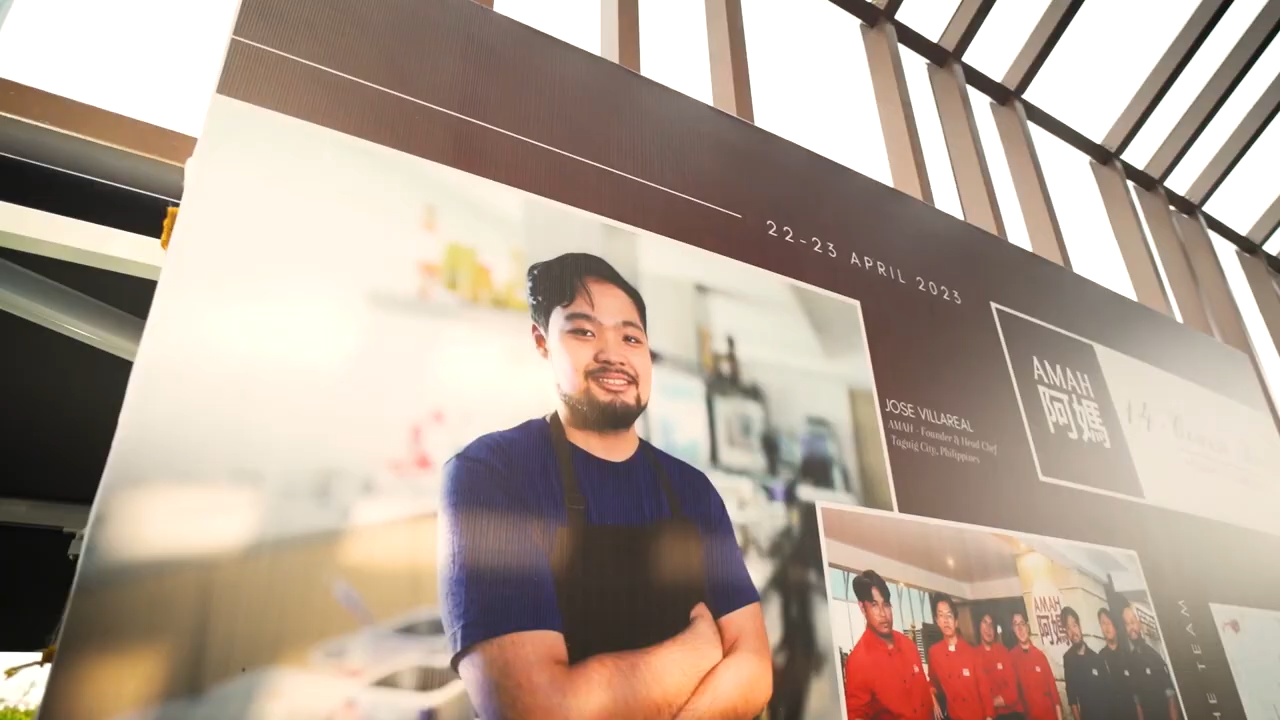 22-23 APRIL 2023
JOSE VILLAREAL
AMAH - Founder & Head Chef
Taguig City, Philippines
AMAH
阿媽
AMAH
阿媽
TEAM